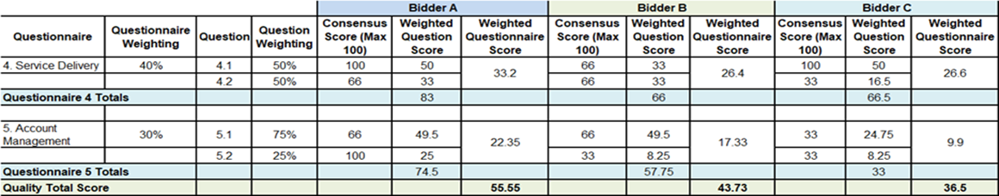 Bidder A Bidder B Bidder C
Questionnaire Questionnaire Weighting Question Question Weighting Consensus Score (Max 100) Weighted Question Score Weighted Questionnaire Score Consensus Score (Max 100) Weighted Question Score Weighted Questionnaire Score Consensus Score (Max 100) Weighted Question Score Weighted Questionnaire Score
4. Service Delivery 40% 4.1 50% 100 50 33.2 66 33 26.4 100 50 26.6
4.2 50% 66 33 66 33 33 16.5
Questionnaire 4 Totals 83 66 66.5
5. Account Management 30% 5.1 75% 66 49.5 22.35 66 49.5 17.33 33 24.75 9.9
5.2 25% 100 25 33 8.25 33 8.25
Questionnaire 5 Totals 74.5 57.75 33
Quality Total Score 55.55 43.73 36.5